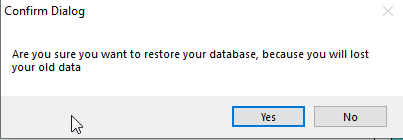 Confirm Dialog
Are you sure you want to restore your database, because you will lost
your old data
Yes
No